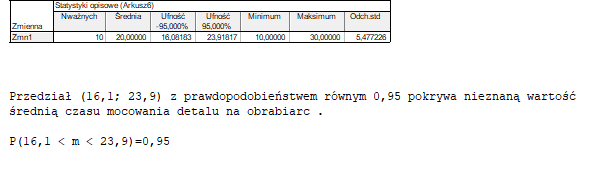 Statystyki opisowe (Arkusz6)
Zmienna Nważnych Średnia Ufność -95,000% Ufność 95,000% Minimum Maksimum Odch.std
Zmn1 10 20,00000 16,08183 23,91817 10,00000 30,00000 5,477226
Przedział (16,1; 23,9) z prawdopodobieństwem równym 0,95 pokrywa nieznaną wartość
średnią czasu mocowania detalu na obrabiarc .
P(16,1 < m < 23,9)=0,95